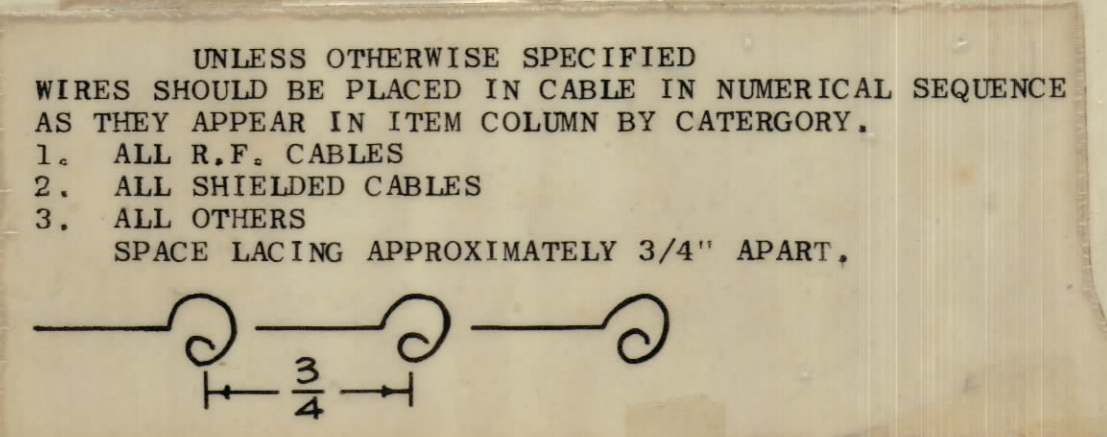 UNLESS OTHERWISE SPECIFIED
WIRES SHOULD BE PLACED IN CABLE IN NUMERICAL SEQUENCE
AS THEY APPEAR IN ITEM COLUMN BY CATERGORY.
1. ALL R.F. CABLES
2. ALL SHIELDED CABLES
3. ALL OTHERS
SPACE LACING APPROXIMATELY 3/4" APART.
3
4